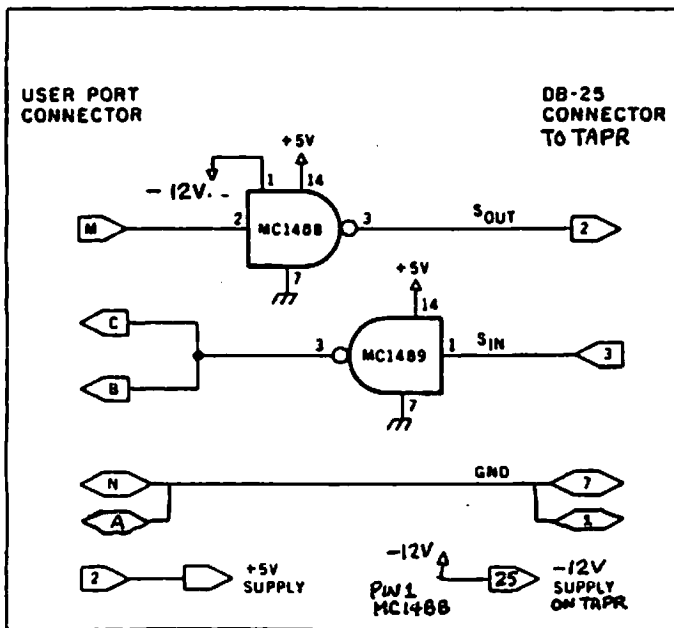 USER PORT
CONNECTOR
DB-25
CONNECTOR
TO TAPR
+5V
-12V
1
14
M
2
MC1488
3
SOUT
2
7
+5V
14
C
3
MC1489
1
SIN
3
B
7
N
GND
7
A
1
2
+5V
SUPPLY
-12V
PIN 1
MC1488
25
-12V
SUPPLY
ON TAPR